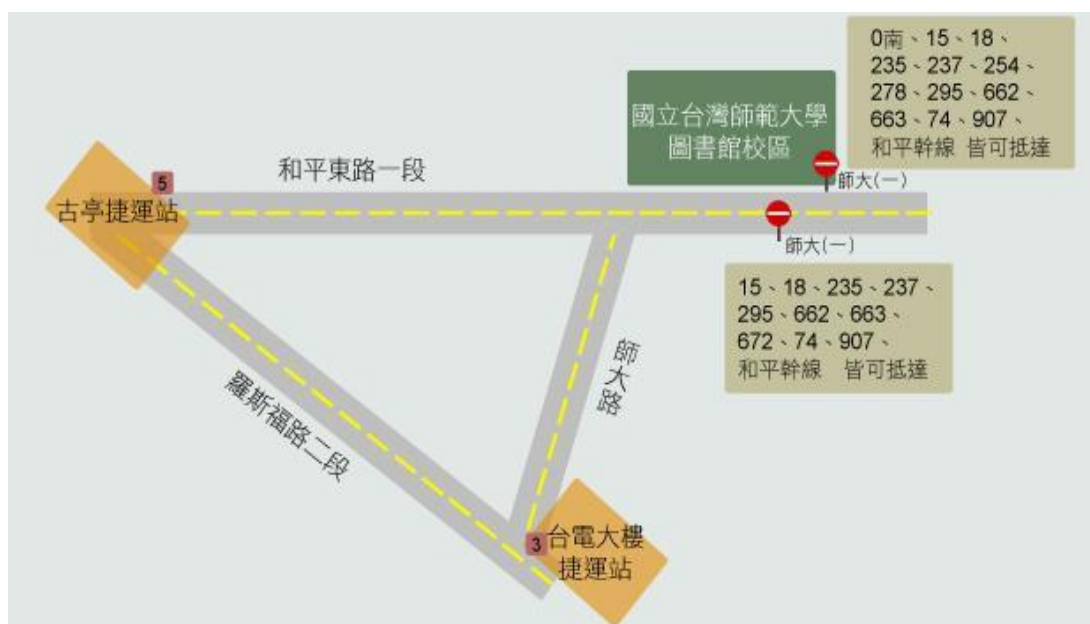 0南、15、18、
235、237、254、
278、295、662、
663、74、907、
和平幹線 皆可抵達
國立台灣師範大學
圖書館校區
和平東路一段
5
師大(一)
古亭捷運站
師大(一)
15、18、235、237、
295、662、663、
672、74、907、
和平幹線 皆可抵達
師大路
羅斯福路二段
3
台電大樓
捷運站